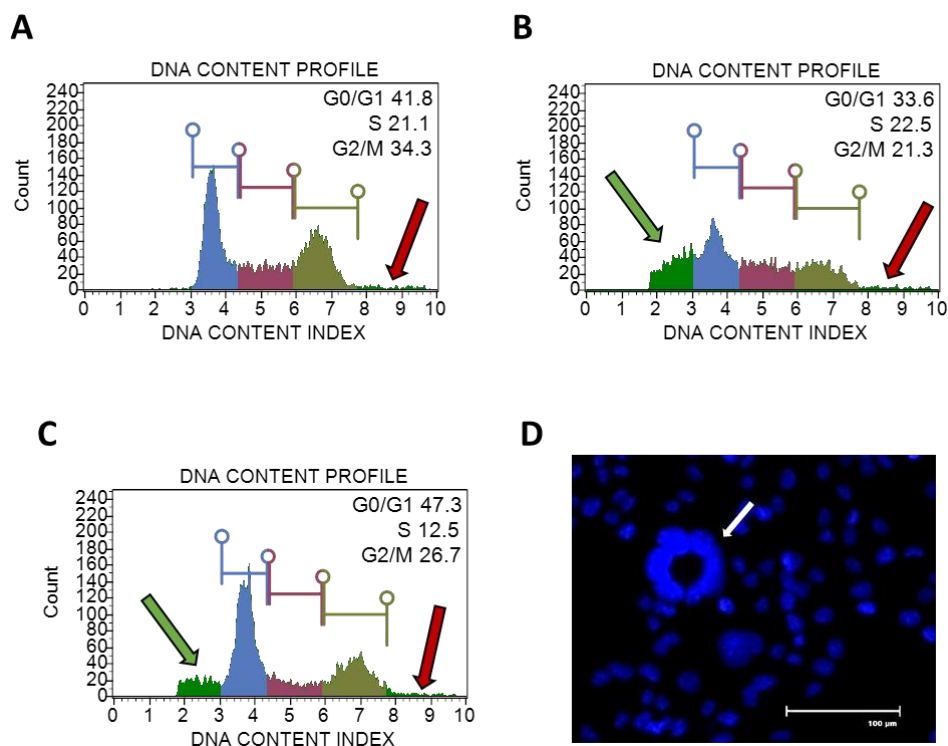 A
DNA CONTENT PROFILE
G0/G1 41.8
S 21.1
G2/M 34.3
Count
240
220
200
180
160
140
120
100
80
60
40
20
0
0 1 2 3 4 5 6 7 8 9 10
DNA CONTENT INDEX
B
DNA CONTENT PROFILE
G0/G1 33.6
S 22.5
G2/M 21.3
Count
240
220
200
180
160
140
120
100
80
60
40
20
0
0 1 2 3 4 5 6 7 8 9 10
DNA CONTENT INDEX
C
DNA CONTENT PROFILE
G0/G1 47.3
S 12.5
G2/M 26.7
Count
240
220
200
180
160
140
120
100
80
60
40
20
0
0 1 2 3 4 5 6 7 8 9 10
DNA CONTENT INDEX
D
100 µm